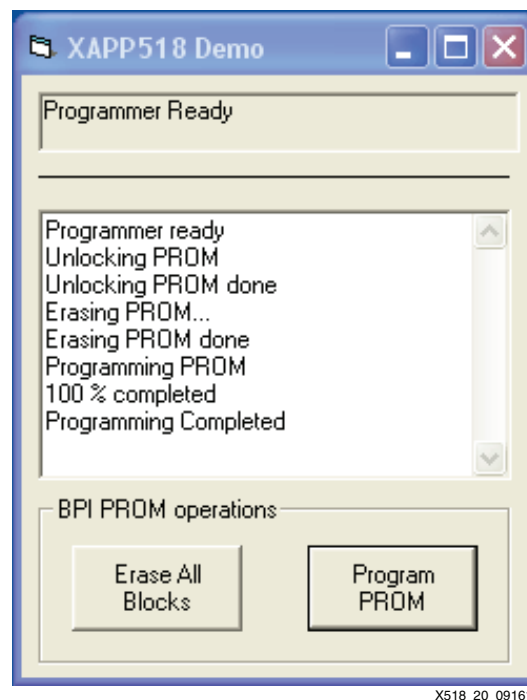 XAPP518 Demo
Programmer Ready
Programmer ready
Unlocking PROM
Unlocking PROM done
Erasing PROM...
Erasing PROM done
Programming PROM
100 % completed
Programming Completed
BPI PROM operations
Erase All
Blocks
Program
PROM
X518_20_0916